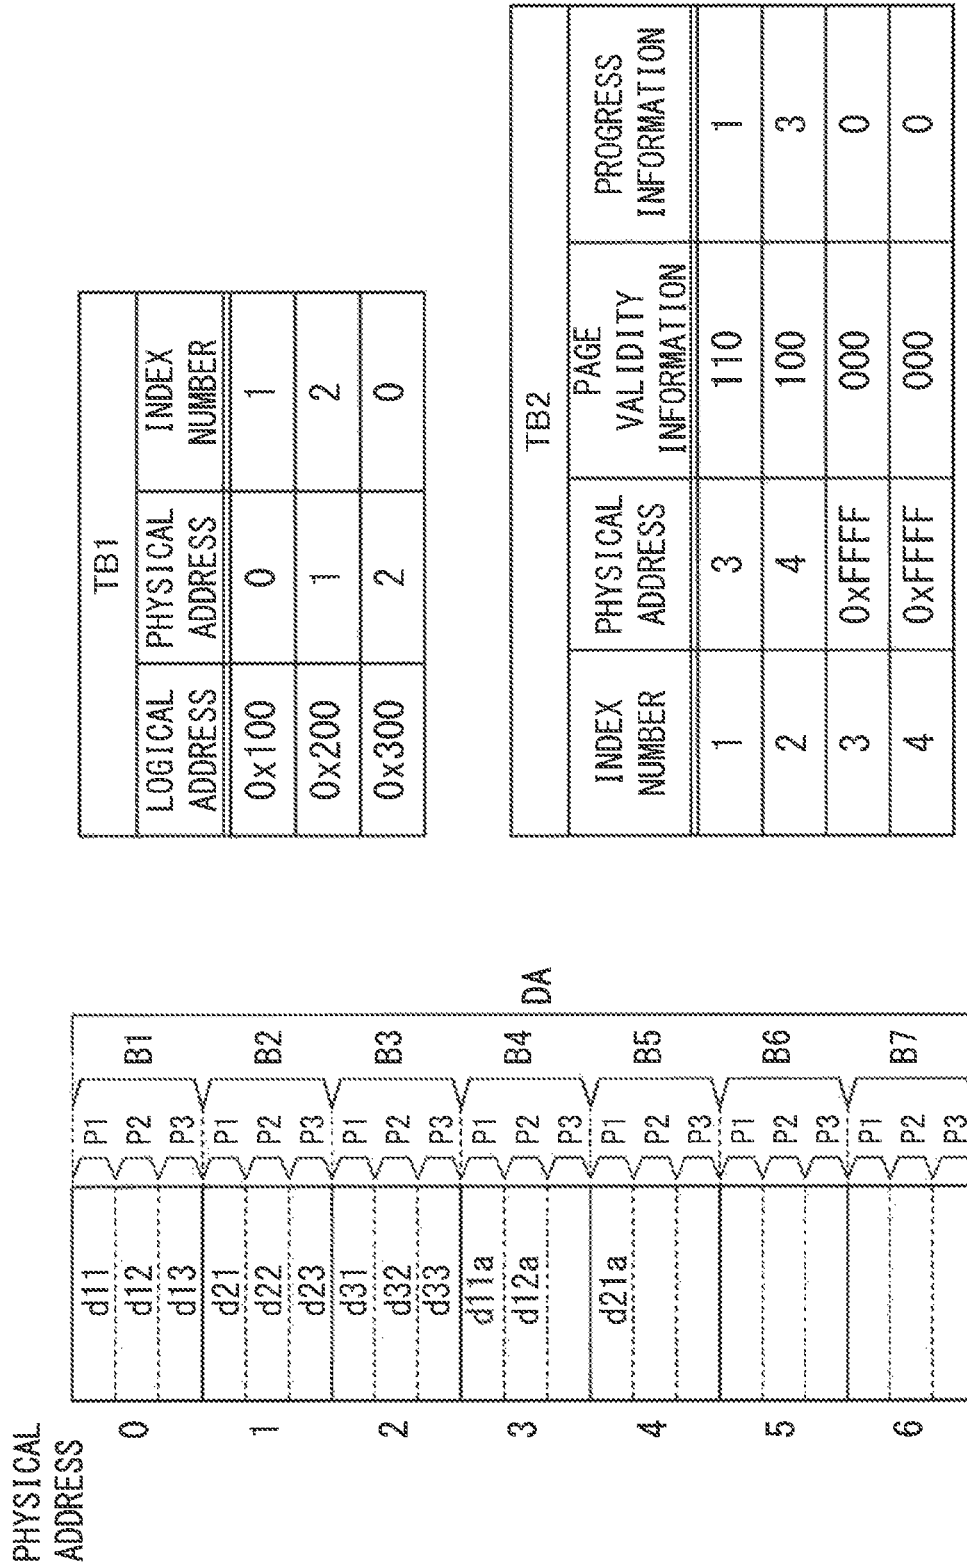 PHYSICAL
ADDRESS
0
d11 P1
d12 P2
d13 P3
B1
1
d21 P1
d22 P2
d23 P3
B2
2
d31 P1
d32 P2
d33 P3
B3
3
d11a P1
d12a P2
P3
B4
4
d21a P1
P2
P3
B5
5
P1
P2
P3
B6
6
P1
P2
P3
B7
DA
TB1
LOGICAL
ADDRESS
PHYSICAL
ADDRESS
INDEX
NUMBER
0x100 0 1
0x200 1 2
0x300 2 0
TB2
INDEX
NUMBER
PHYSICAL
ADDRESS
PAGE
VALIDITY
INFORMATION
PROGRESS
INFORMATION
1 3 110 1
2 4 100 3
3 0xFFFF 000 0
4 0xFFFF 000 0